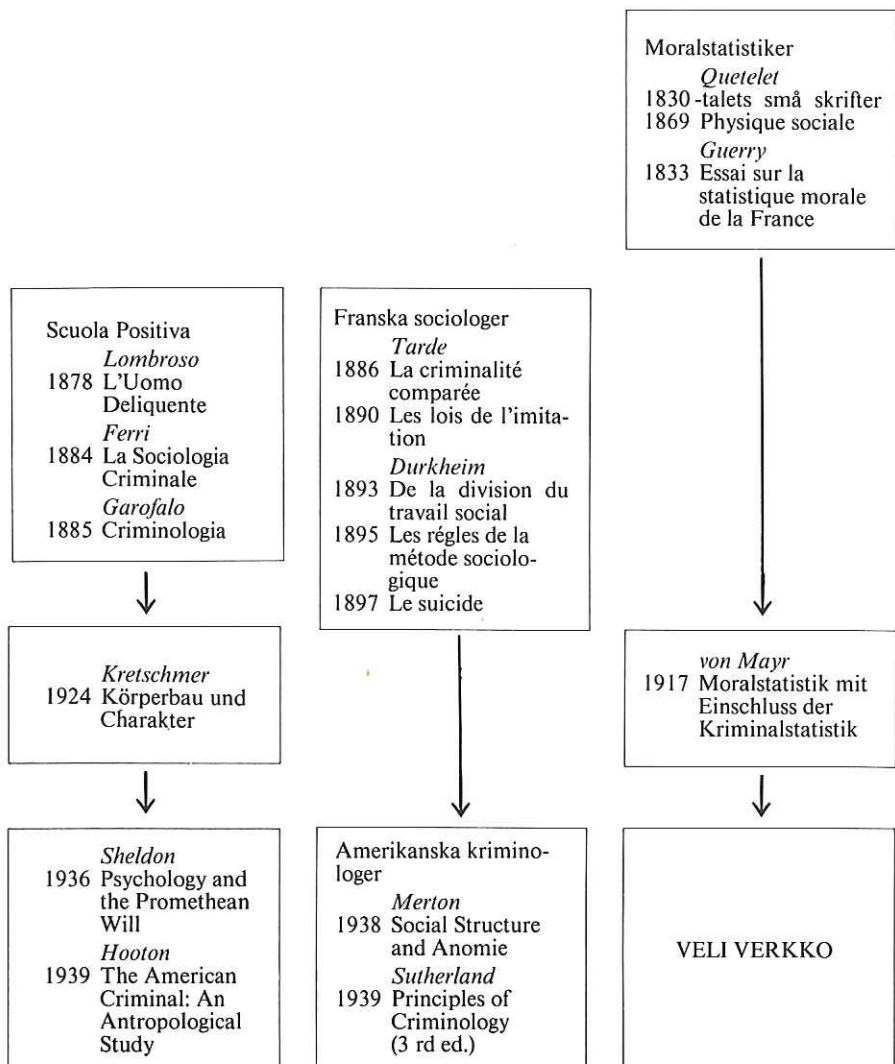 Moralstatistiker
Quetelet
1830-talets små skrifter
1869 Physique sociale
Guerry
1833 Essai sur la
statistique morale
de la France
Scuola Positiva
Lombroso
1878 L'Uomo
Deliquente
Ferri
1884 La Sociologia
Criminale
Garofalo
1885 Criminologia
Franska sociologer
Tarde
1886 La criminalité
comparée
1890 Les lois de l'imita-
tion
Durkheim
1893 De la division du
travail social
1895 Les régles de la
métode sociolo-
gique
1897 Le suicide
Kretschmer
1924 Körperbau und
Charakter
von Mayr
1917 Moralstatistik mit
Einschluss der
Kriminalstatistik
Sheldon
1936 Psychology and
the Promethean
Will
Hooton
1939 The American
Criminal: An
Antropological
Study
Amerikanska krimino-
loger
Merton
1938 Social Structure
and Anomie
Sutherland
1939 Principles of
Criminology
(3 rd ed.)
VELI VERKKO